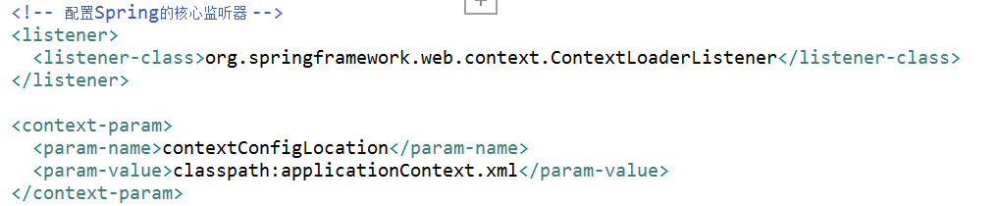 <!-- 配置Spring的核心监听器 -->
<listener>
  <listener-class>org.springframework.web.context.ContextLoaderListener</listener-class>
</listener>

<context-param>
  <param-name>contextConfigLocation</param-name>
  <param-value>classpath:applicationContext.xml</param-value>
</context-param>